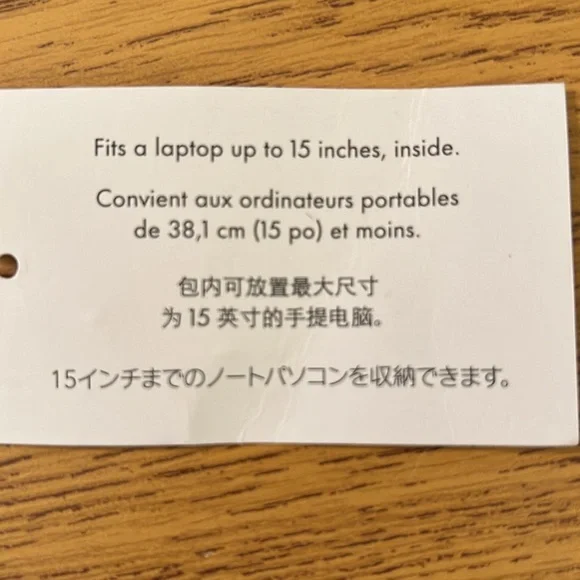 Fits a laptop up to 15 inches, inside.
Convient aux ordinateurs portables
de 38,1 cm (15 po) et moins.
包内可放置最大尺寸
为 15 英寸的手提电脑。
15インチまでのノートパソコンを収納できます。